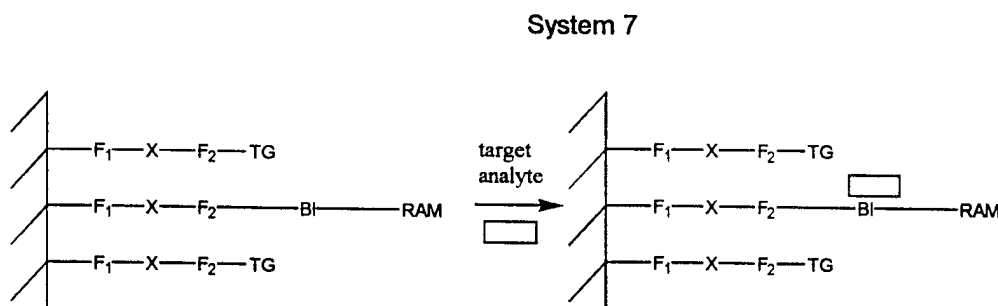 System 7
F₁—X—F₂—TG
F₁—X—F₂—BI—RAM
F₁—X—F₂—TG
target
analyte
F₁—X—F₂—TG
F₁—X—F₂—BI—RAM
F₁—X—F₂—TG